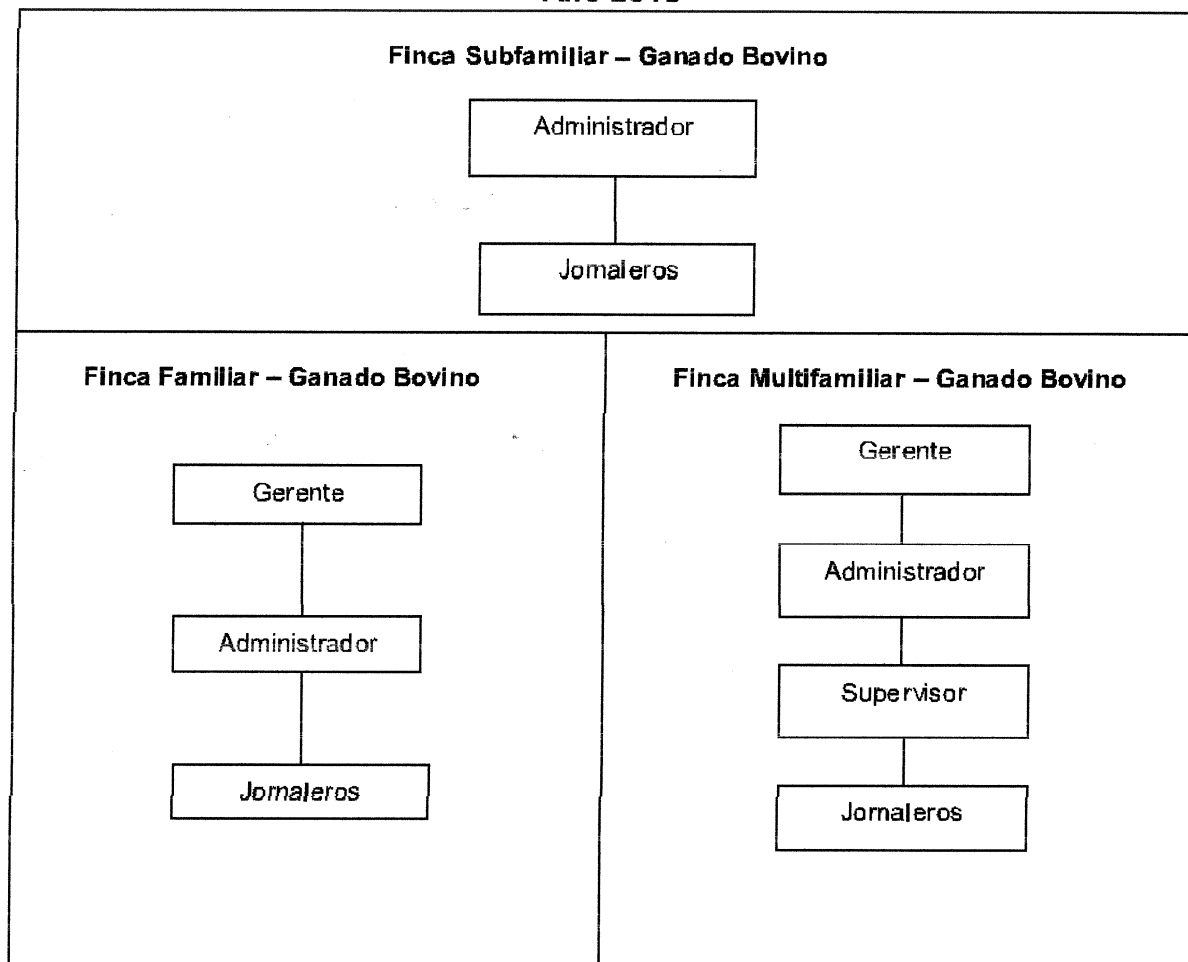 Finca Subfamiliar – Ganado Bovino
Administrador
Jornaleros
Finca Familiar – Ganado Bovino
Gerente
Administrador
Jornaleros
Finca Multifamiliar – Ganado Bovino
Gerente
Administrador
Supervisor
Jornaleros